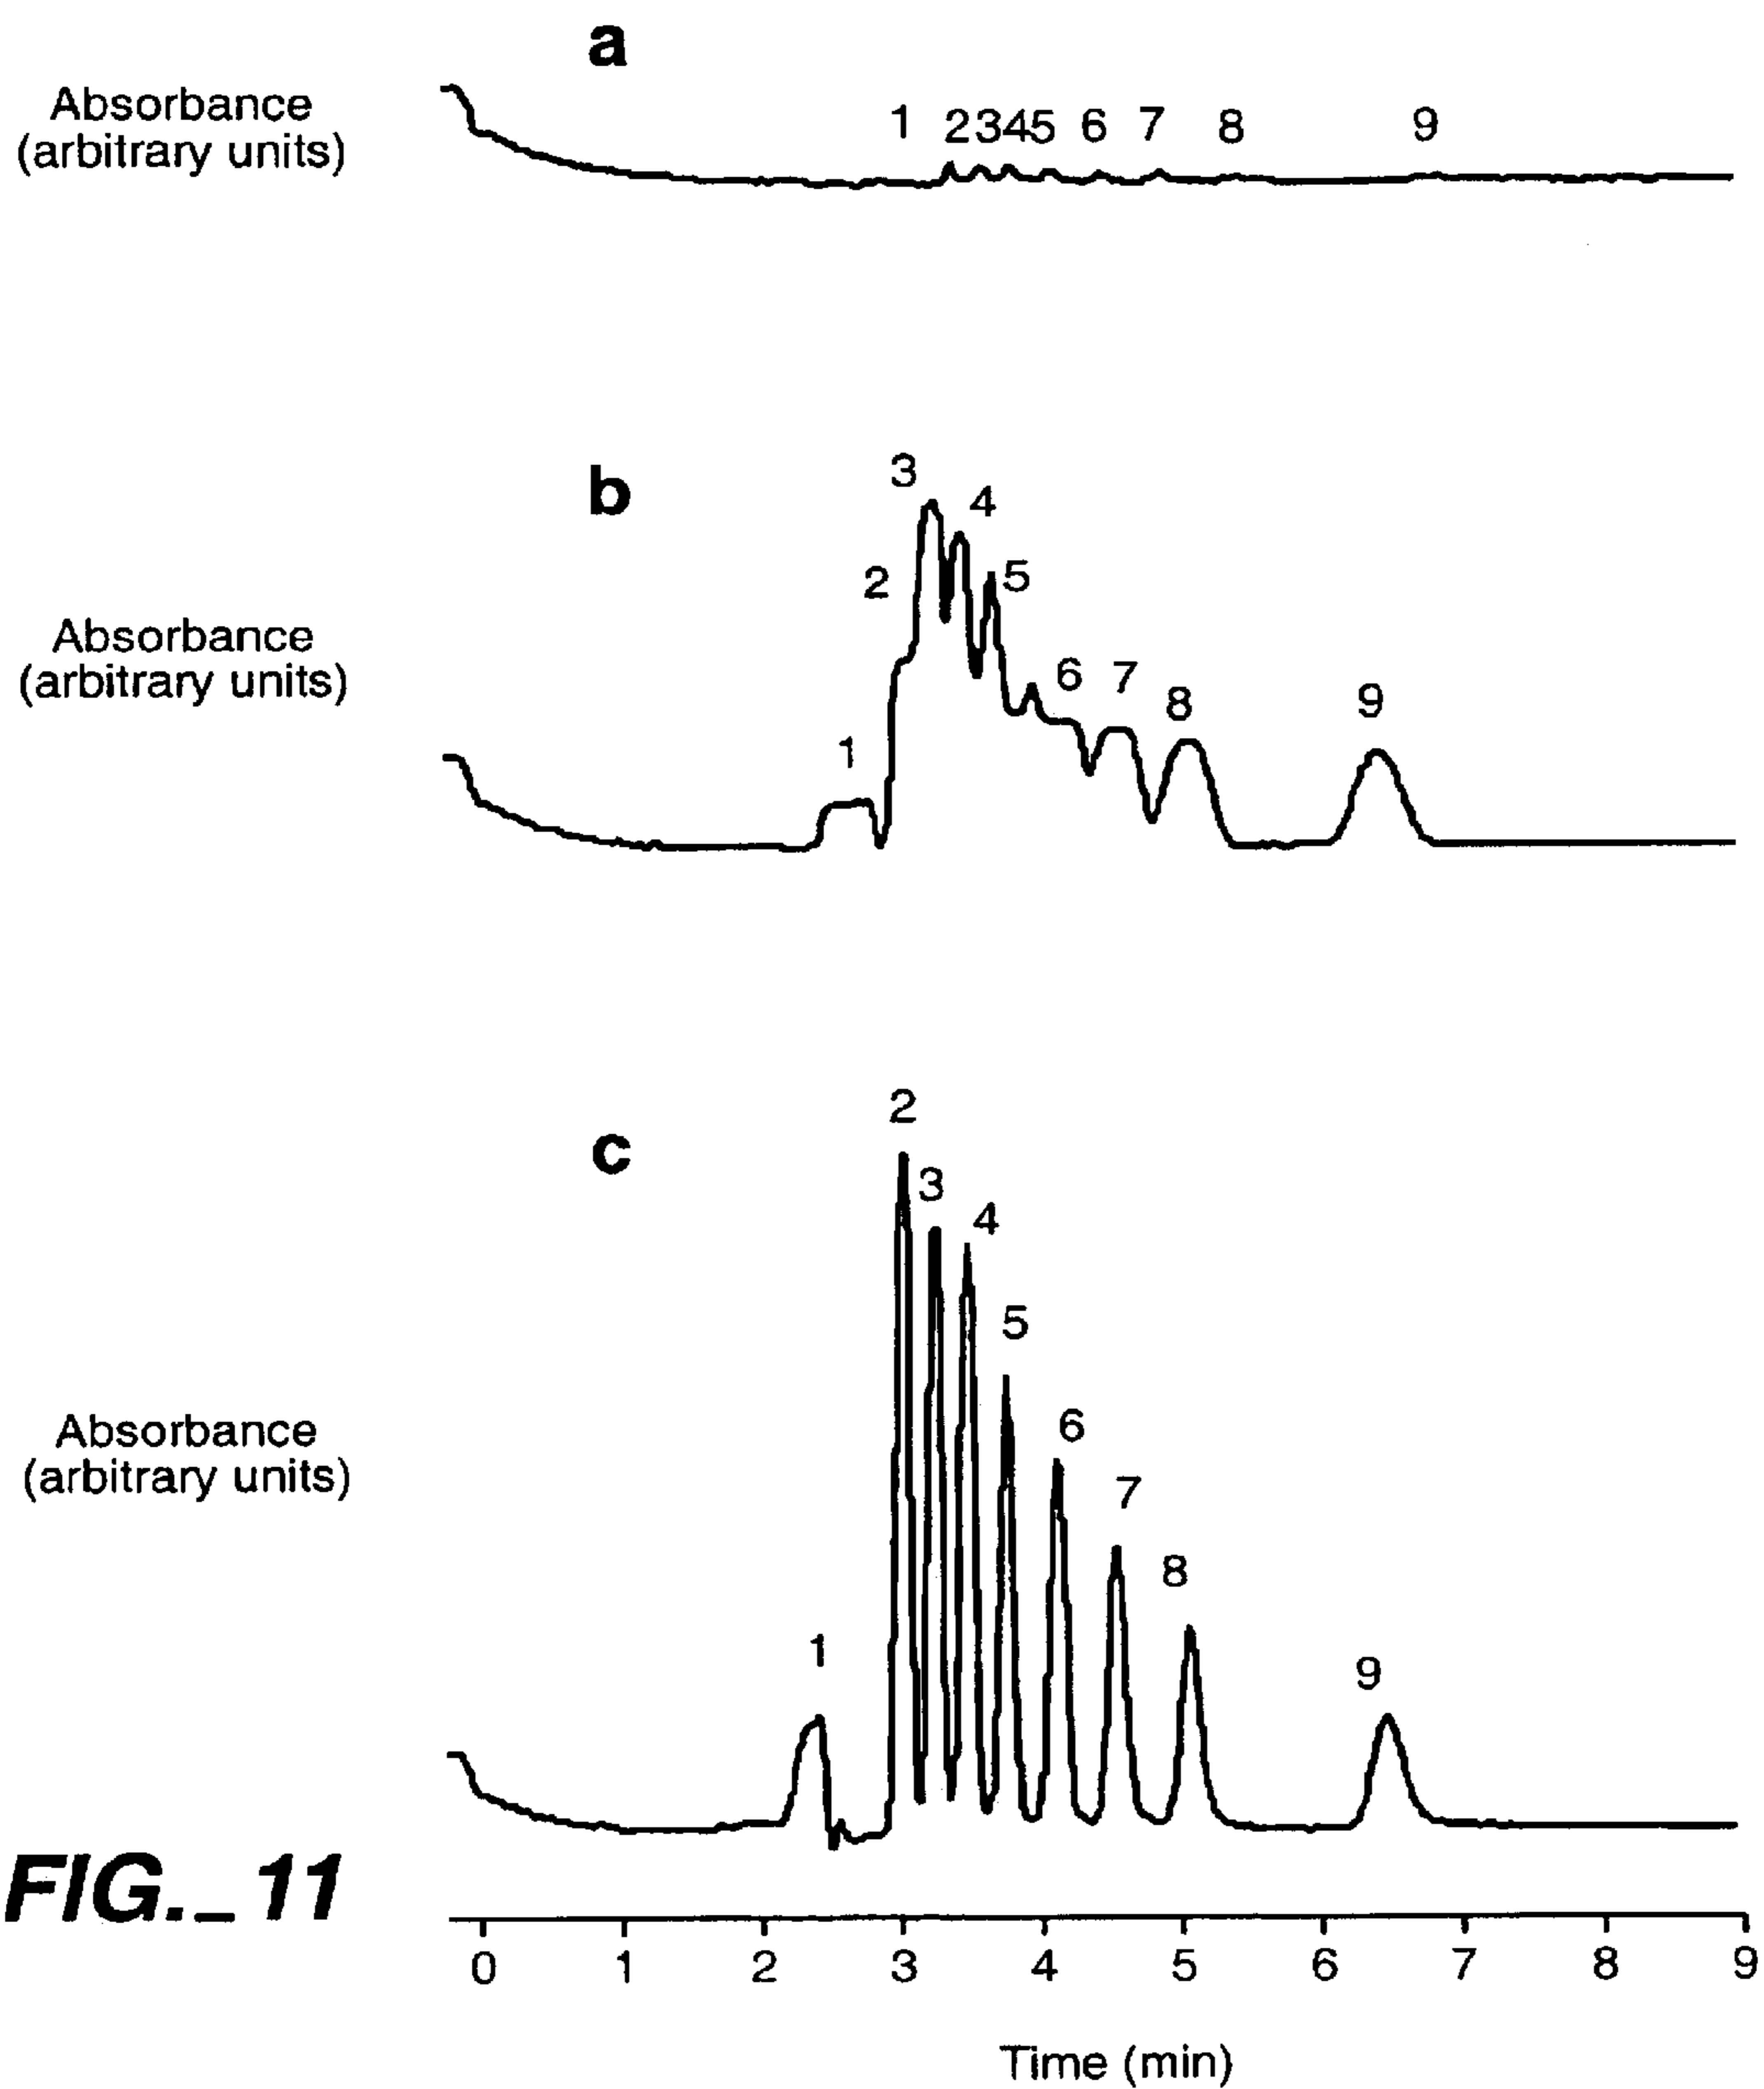 a
Absorbance
(arbitrary units)
1 2 3 4 5 6 7 8 9
b
3
4
2
5
Absorbance
(arbitrary units)
6 7 8 9
1
2
c
3
4
5
Absorbance
(arbitrary units)
6
7
8
1
9
FIG._11
0 1 2 3 4 5 6 7 8 9
Time (min)